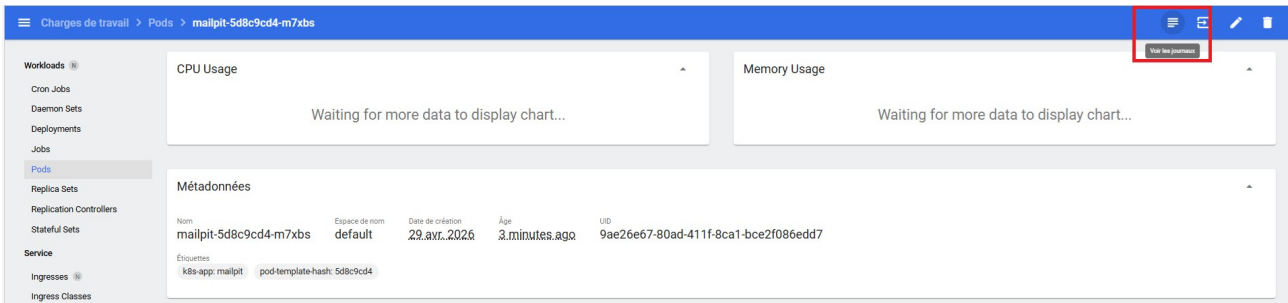 Charges de travail > Pods > mailpit-5d8c9cd4-m7xbs
Voir les journaux
Workloads N
Cron Jobs
Daemon Sets
Deployments
Jobs
Pods
Replica Sets
Replication Controllers
Stateful Sets
Service
Ingresses N
Ingress Classes
CPU Usage
Waiting for more data to display chart...
Memory Usage
Waiting for more data to display chart...
Métadonnées
Nom Espace de nom Date de création Âge UID
mailpit-5d8c9cd4-m7xbs default 29 avr. 2026 3 minutes ago 9ae26e67-80ad-411f-8ca1-bce2f086edd7
Étiquettes
k8s-app: mailpit pod-template-hash: 5d8c9cd4